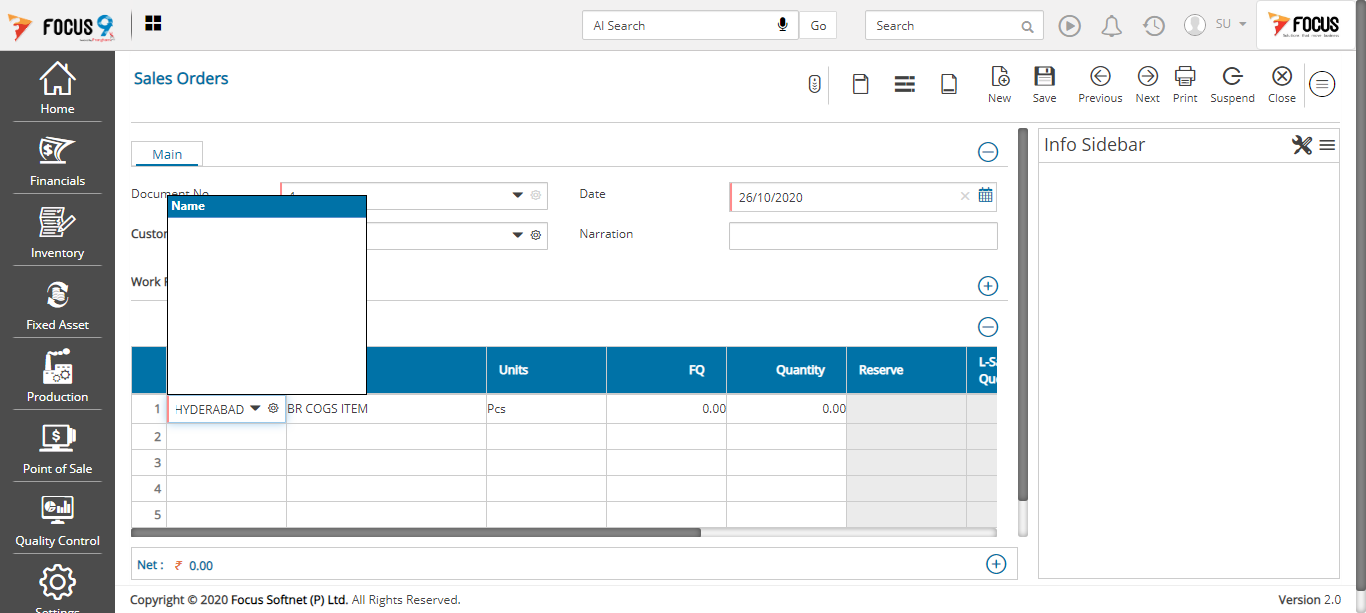 FOCUS 9
AI Search
Go
Search
SU
FOCUS
Home
Financials
Inventory
Fixed Asset
Production
Point of Sale
Quality Control
Settings
Sales Orders
New
Save
Previous
Next
Print
Suspend
Close
Main
Document No
Date
26/10/2020
Name
Custo
Narration
Work
Info Sidebar
Units
FQ
Quantity
Reserve
L-S
Qu
1
HYDERABAD
BR COGS ITEM
Pcs
0.00
0.00
2
3
4
5
Net : ₹ 0.00
Copyright © 2020 Focus Softnet (P) Ltd. All Rights Reserved.
Version 2.0